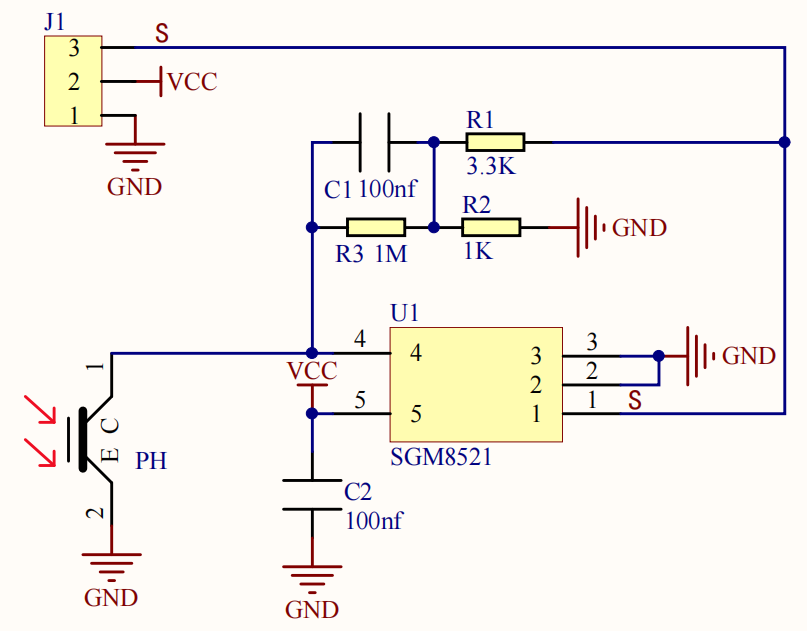 J1
3
S
2
VCC
1
GND
R1
3.3K
C1 100nf
R2
GND
R3 1M
1K
U1
4
4
3
3
GND
VCC
2
2
5
5
1
1
S
SGM8521
1
C
E
PH
2
GND
C2
100nf
GND